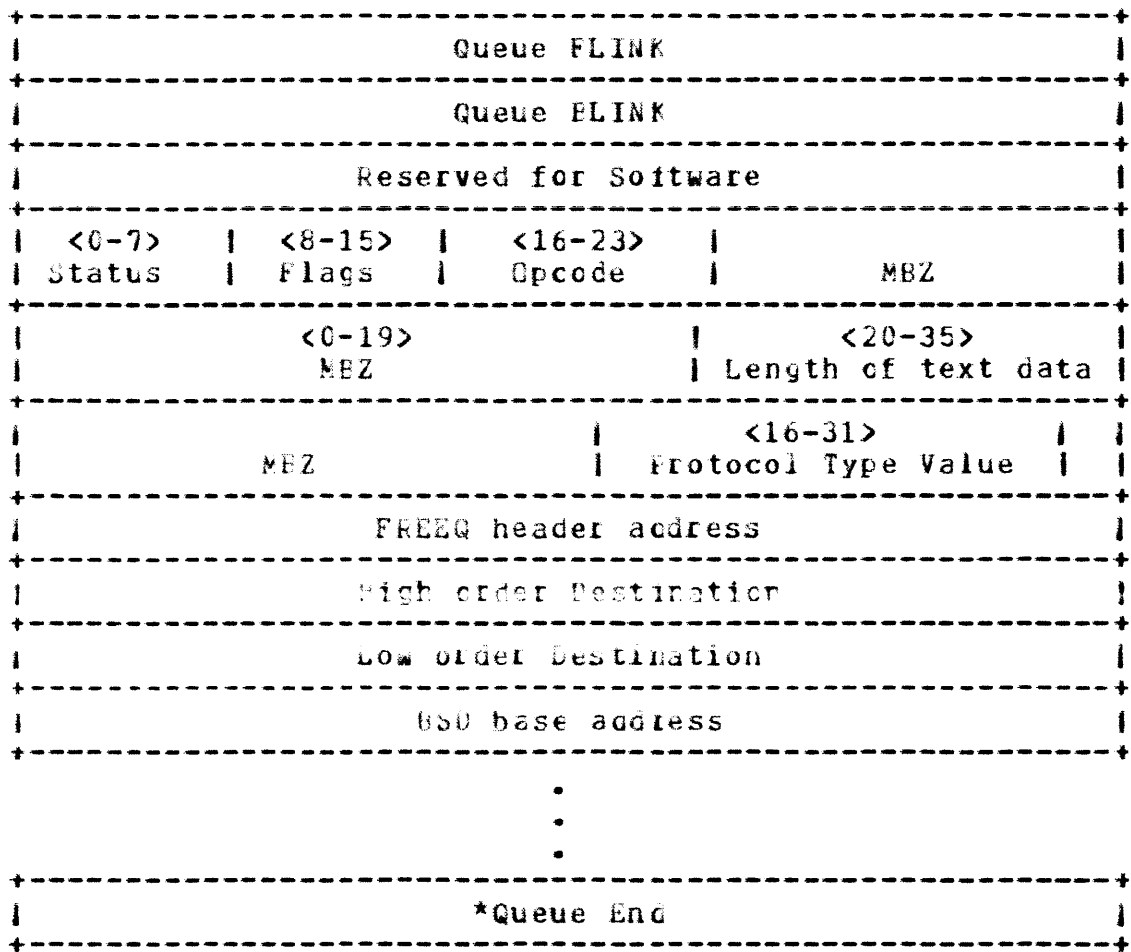 Queue FLINK
Queue BLINK
Reserved for Software
<0-7> <8-15> <16-23>
Status Flags Opcode MBZ
<0-19> <20-35>
MBZ Length of text data
<16-31>
MBZ Protocol Type Value
FREEQ header address
High order Destination
Low order Destination
BSD base address
*Queue End